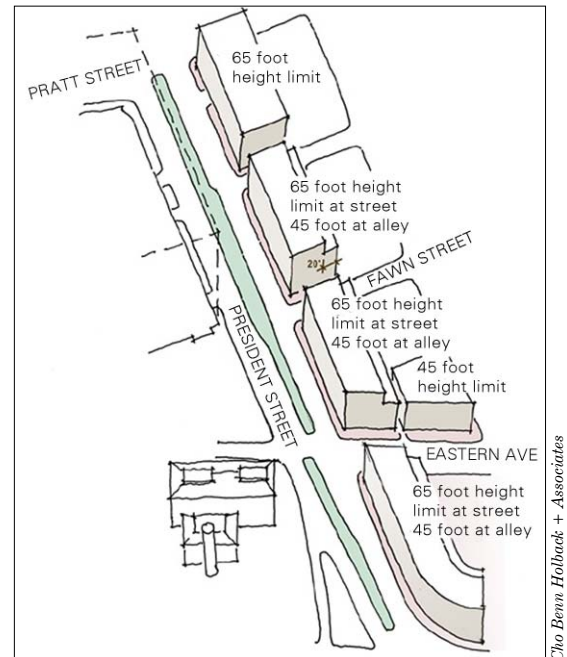 65 foot
height limit
PRATT STREET
65 foot height
limit at street
45 foot at alley
20'
FAWN STREET
65 foot height
limit at street
45 foot at alley
PRESIDENT STREET
45 foot
height limit
EASTERN AVE
65 foot height
limit at street
45 foot at alley
Cho Benn Holback + Associates